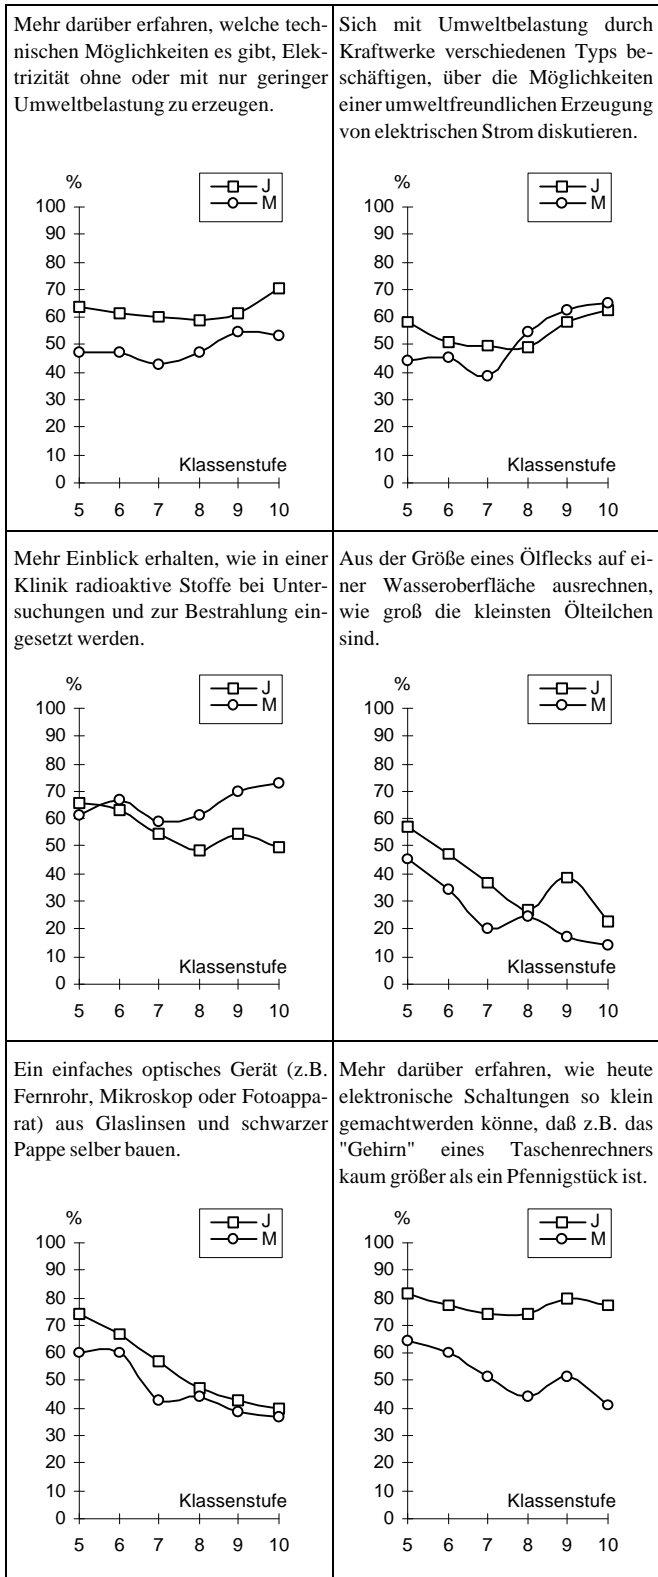 Mehr darüber erfahren, welche tech-
nischen Möglichkeiten es gibt, Elek-
trizität ohne oder mit nur geringer
Umweltbelastung zu erzeugen.
%
J
M
100
90
80
70
60
50
40
30
20
10
0
Klassenstufe
5 6 7 8 9 10
Sich mit Umweltbelastung durch
Kraftwerke verschiedenen Typs be-
schäftigen, über die Möglichkeiten
einer umweltfreundlichen Erzeugung
von elektrischen Strom diskutieren.
%
J
M
100
90
80
70
60
50
40
30
20
10
0
Klassenstufe
5 6 7 8 9 10
Mehr Einblick erhalten, wie in einer
Klinik radioaktive Stoffe bei Unter-
suchungen und zur Bestrahlung ein-
gesetzt werden.
%
J
M
100
90
80
70
60
50
40
30
20
10
0
Klassenstufe
5 6 7 8 9 10
Aus der Größe eines Ölflecks auf ei-
ner Wasseroberfläche ausrechnen,
wie groß die kleinsten Ölteilchen
sind.
%
J
M
100
90
80
70
60
50
40
30
20
10
0
Klassenstufe
5 6 7 8 9 10
Ein einfaches optisches Gerät (z.B.
Fernrohr, Mikroskop oder Fotoappa-
rat) aus Glaslinsen und schwarzer
Pappe selber bauen.
%
J
M
100
90
80
70
60
50
40
30
20
10
0
Klassenstufe
5 6 7 8 9 10
Mehr darüber erfahren, wie heute
elektronische Schaltungen so klein
gemachtwerden könne, daß z.B. das
"Gehirn" eines Taschenrechners
kaum größer als ein Pfennigstück ist.
%
J
M
100
90
80
70
60
50
40
30
20
10
0
Klassenstufe
5 6 7 8 9 10